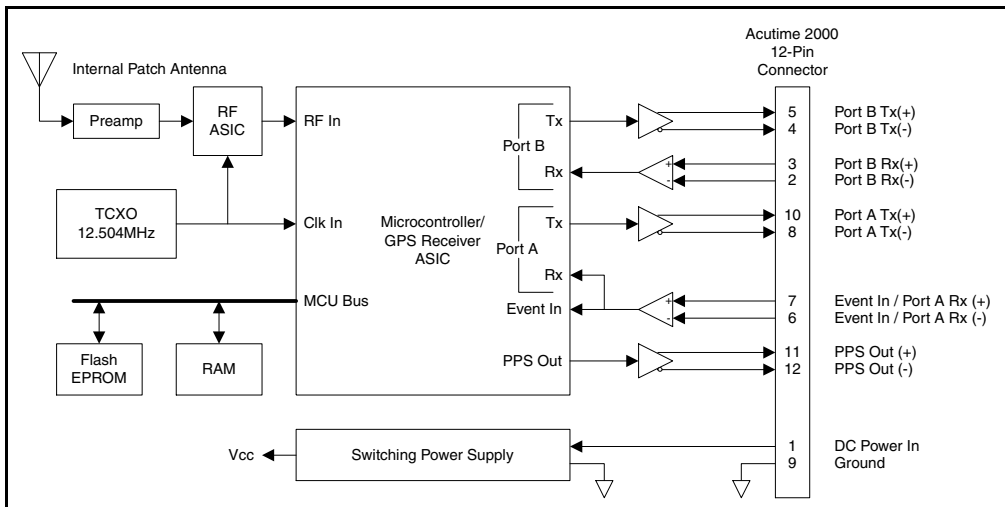 Acutime 2000
12-Pin
Connector
Internal Patch Antenna
Preamp
RF
ASIC
RF In
TCXO
12.504MHz
Clk In
MCU Bus
Flash
EPROM
RAM
Microcontroller/
GPS Receiver
ASIC
Tx
Port B
Rx
Tx
Port A
Rx
Event In
PPS Out
+
-
+
-
5 Port B Tx(+)
4 Port B Tx(-)
3 Port B Rx(+)
2 Port B Rx(-)
10 Port A Tx(+)
8 Port A Tx(-)
7 Event In / Port A Rx (+)
6 Event In / Port A Rx (-)
11 PPS Out (+)
12 PPS Out (-)
Vcc
Switching Power Supply
1 DC Power In
9 Ground